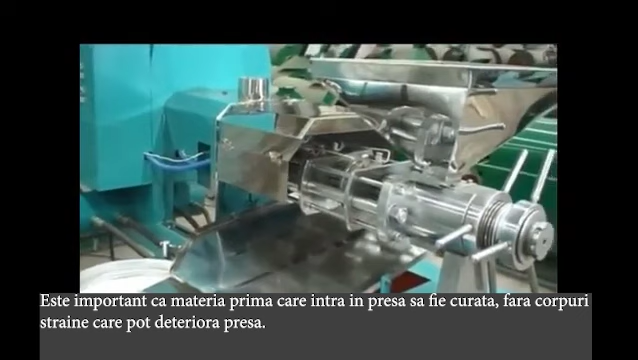 Este important ca materia prima care intra in presa sa fie curata, fara corpuri
straine care pot deteriora presa.